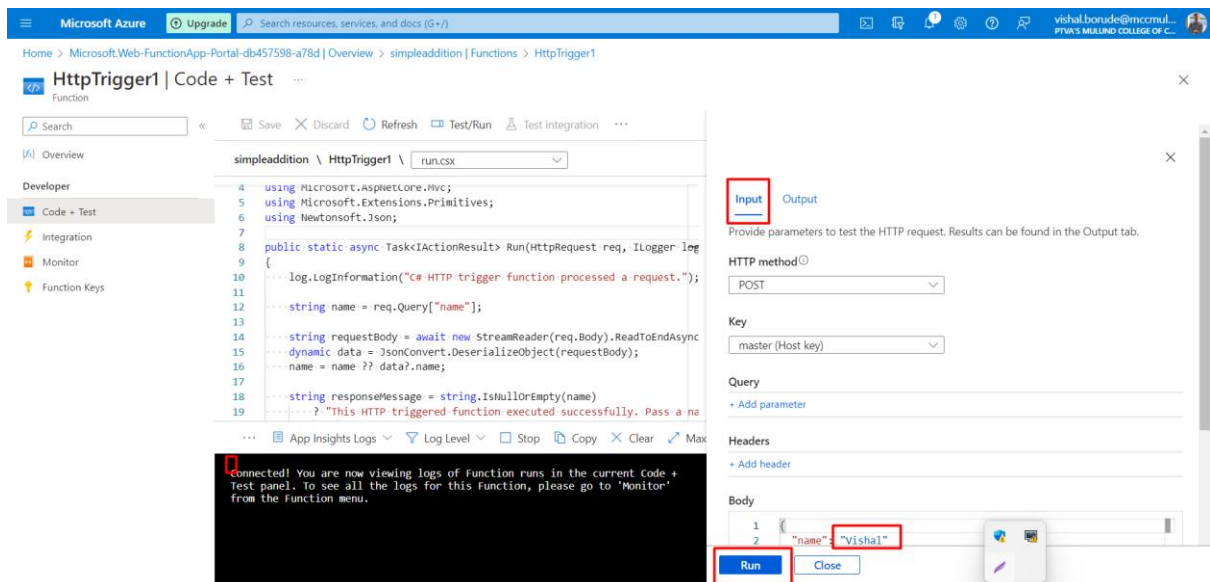 Microsoft Azure
Upgrade
Search resources, services, and docs (G+/)
vishal.borude@mccmul...
PTVA'S MULUND COLLEGE OF C...
Home > Microsoft.Web-FunctionApp-Portal-db457598-a78d | Overview > simpleaddition | Functions > HttpTrigger1
HttpTrigger1 | Code + Test ...
Function
Search
Overview
Developer
Code + Test
Integration
Monitor
Function Keys
Save Discard Refresh Test/Run Test integration ...
simpleaddition \ HttpTrigger1 \ run.csx
4 using Microsoft.AspNetCore.Mvc;
5 using Microsoft.Extensions.Primitives;
6 using Newtonsoft.Json;
7
8 public static async Task<IActionResult> Run(HttpRequest req, ILogger log
9 {
10 log.LogInformation("C# HTTP trigger function processed a request.");
11
12 string name = req.Query["name"];
13
14 string requestBody = await new StreamReader(req.Body).ReadToEndAsync
15 dynamic data = JsonConvert.DeserializeObject(requestBody);
16 name = name ?? data?.name;
17
18 string responseMessage = string.IsNullOrEmpty(name)
19 ? "This HTTP triggered function executed successfully. Pass a na
... App Insights Logs Log Level Stop Copy Clear Max
Connected! You are now viewing logs of Function runs in the current Code +
Test panel. To see all the logs for this Function, please go to 'Monitor'
from the Function menu.
Input Output
Provide parameters to test the HTTP request. Results can be found in the Output tab.
HTTP method
POST
Key
master (Host key)
Query
+ Add parameter
Headers
+ Add header
Body
1 {
2 "name": "Vishal"
Run Close